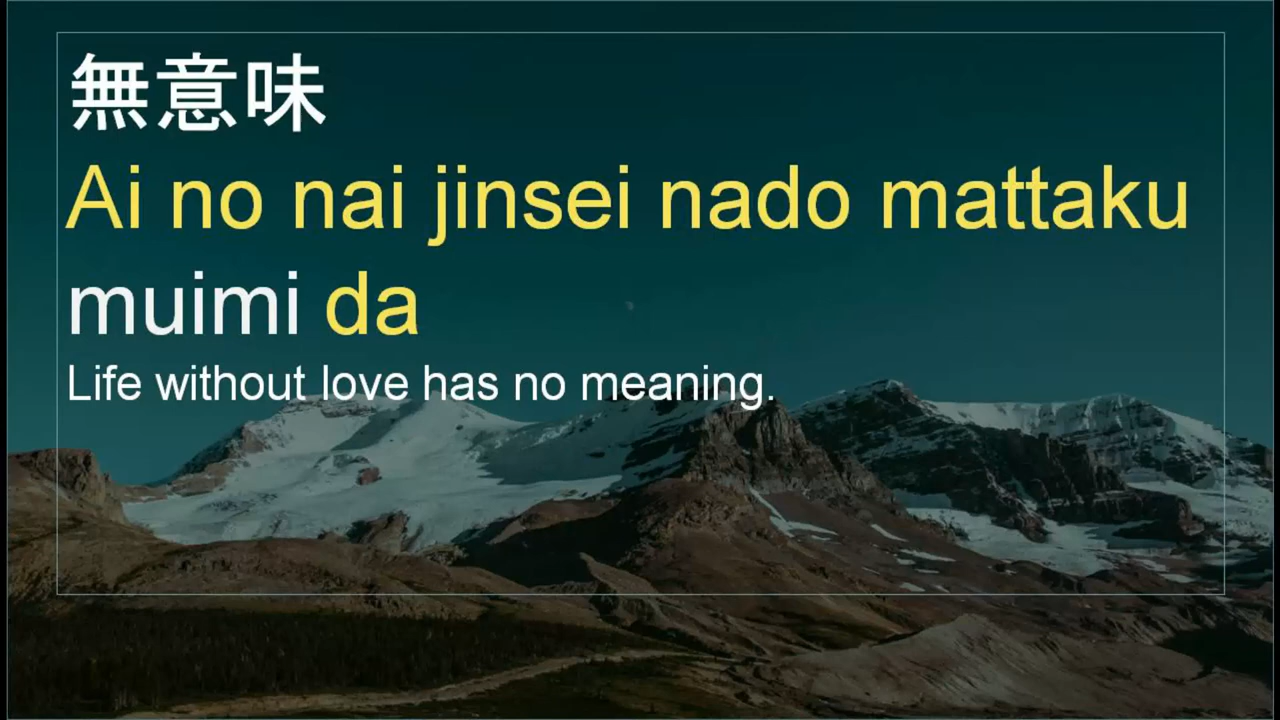 無意味
Ai no nai jinsei nado mattaku
muimi da
Life without love has no meaning.